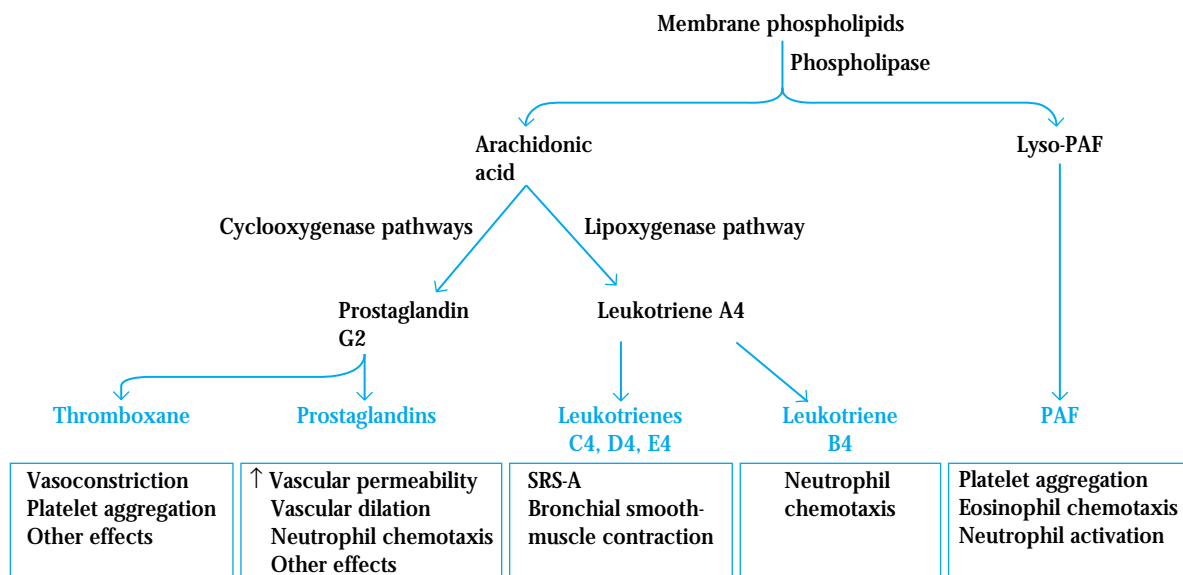 Membrane phospholipids
Phospholipase
Arachidonic
acid
Lyso-PAF
Cyclooxygenase pathways
Lipoxygenase pathway
Prostaglandin
G2
Leukotriene A4
Thromboxane
Prostaglandins
Leukotrienes
C4, D4, E4
Leukotriene
B4
PAF
Vasoconstriction
Platelet aggregation
Other effects
↑ Vascular permeability
Vascular dilation
Neutrophil chemotaxis
Other effects
SRS-A
Bronchial smooth-
muscle contraction
Neutrophil
chemotaxis
Platelet aggregation
Eosinophil chemotaxis
Neutrophil activation